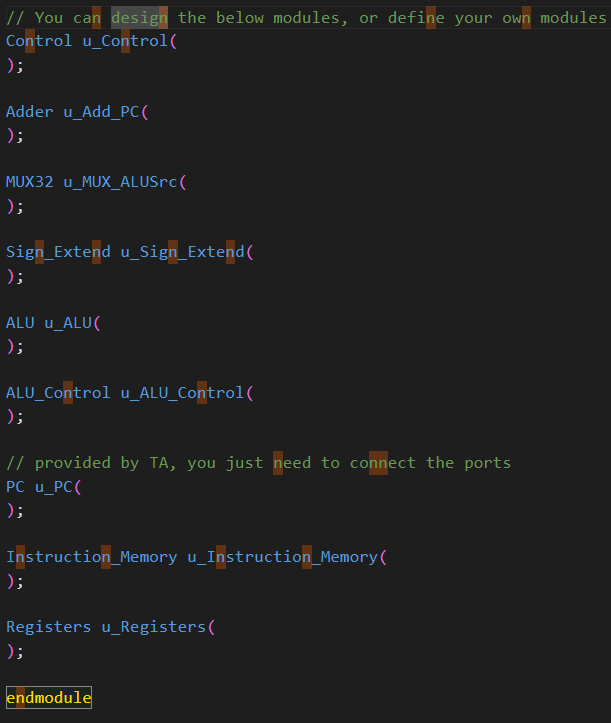 // You can design the below modules, or define your own modules
Control u_Control(
);
Adder u_Add_PC(
);
MUX32 u_MUX_ALUSrc(
);
Sign_Extend u_Sign_Extend(
);
ALU u_ALU(
);
ALU_Control u_ALU_Control(
);
// provided by TA, you just need to connect the ports
PC u_PC(
);
Instruction_Memory u_Instruction_Memory(
);
Registers u_Registers(
);
endmodule